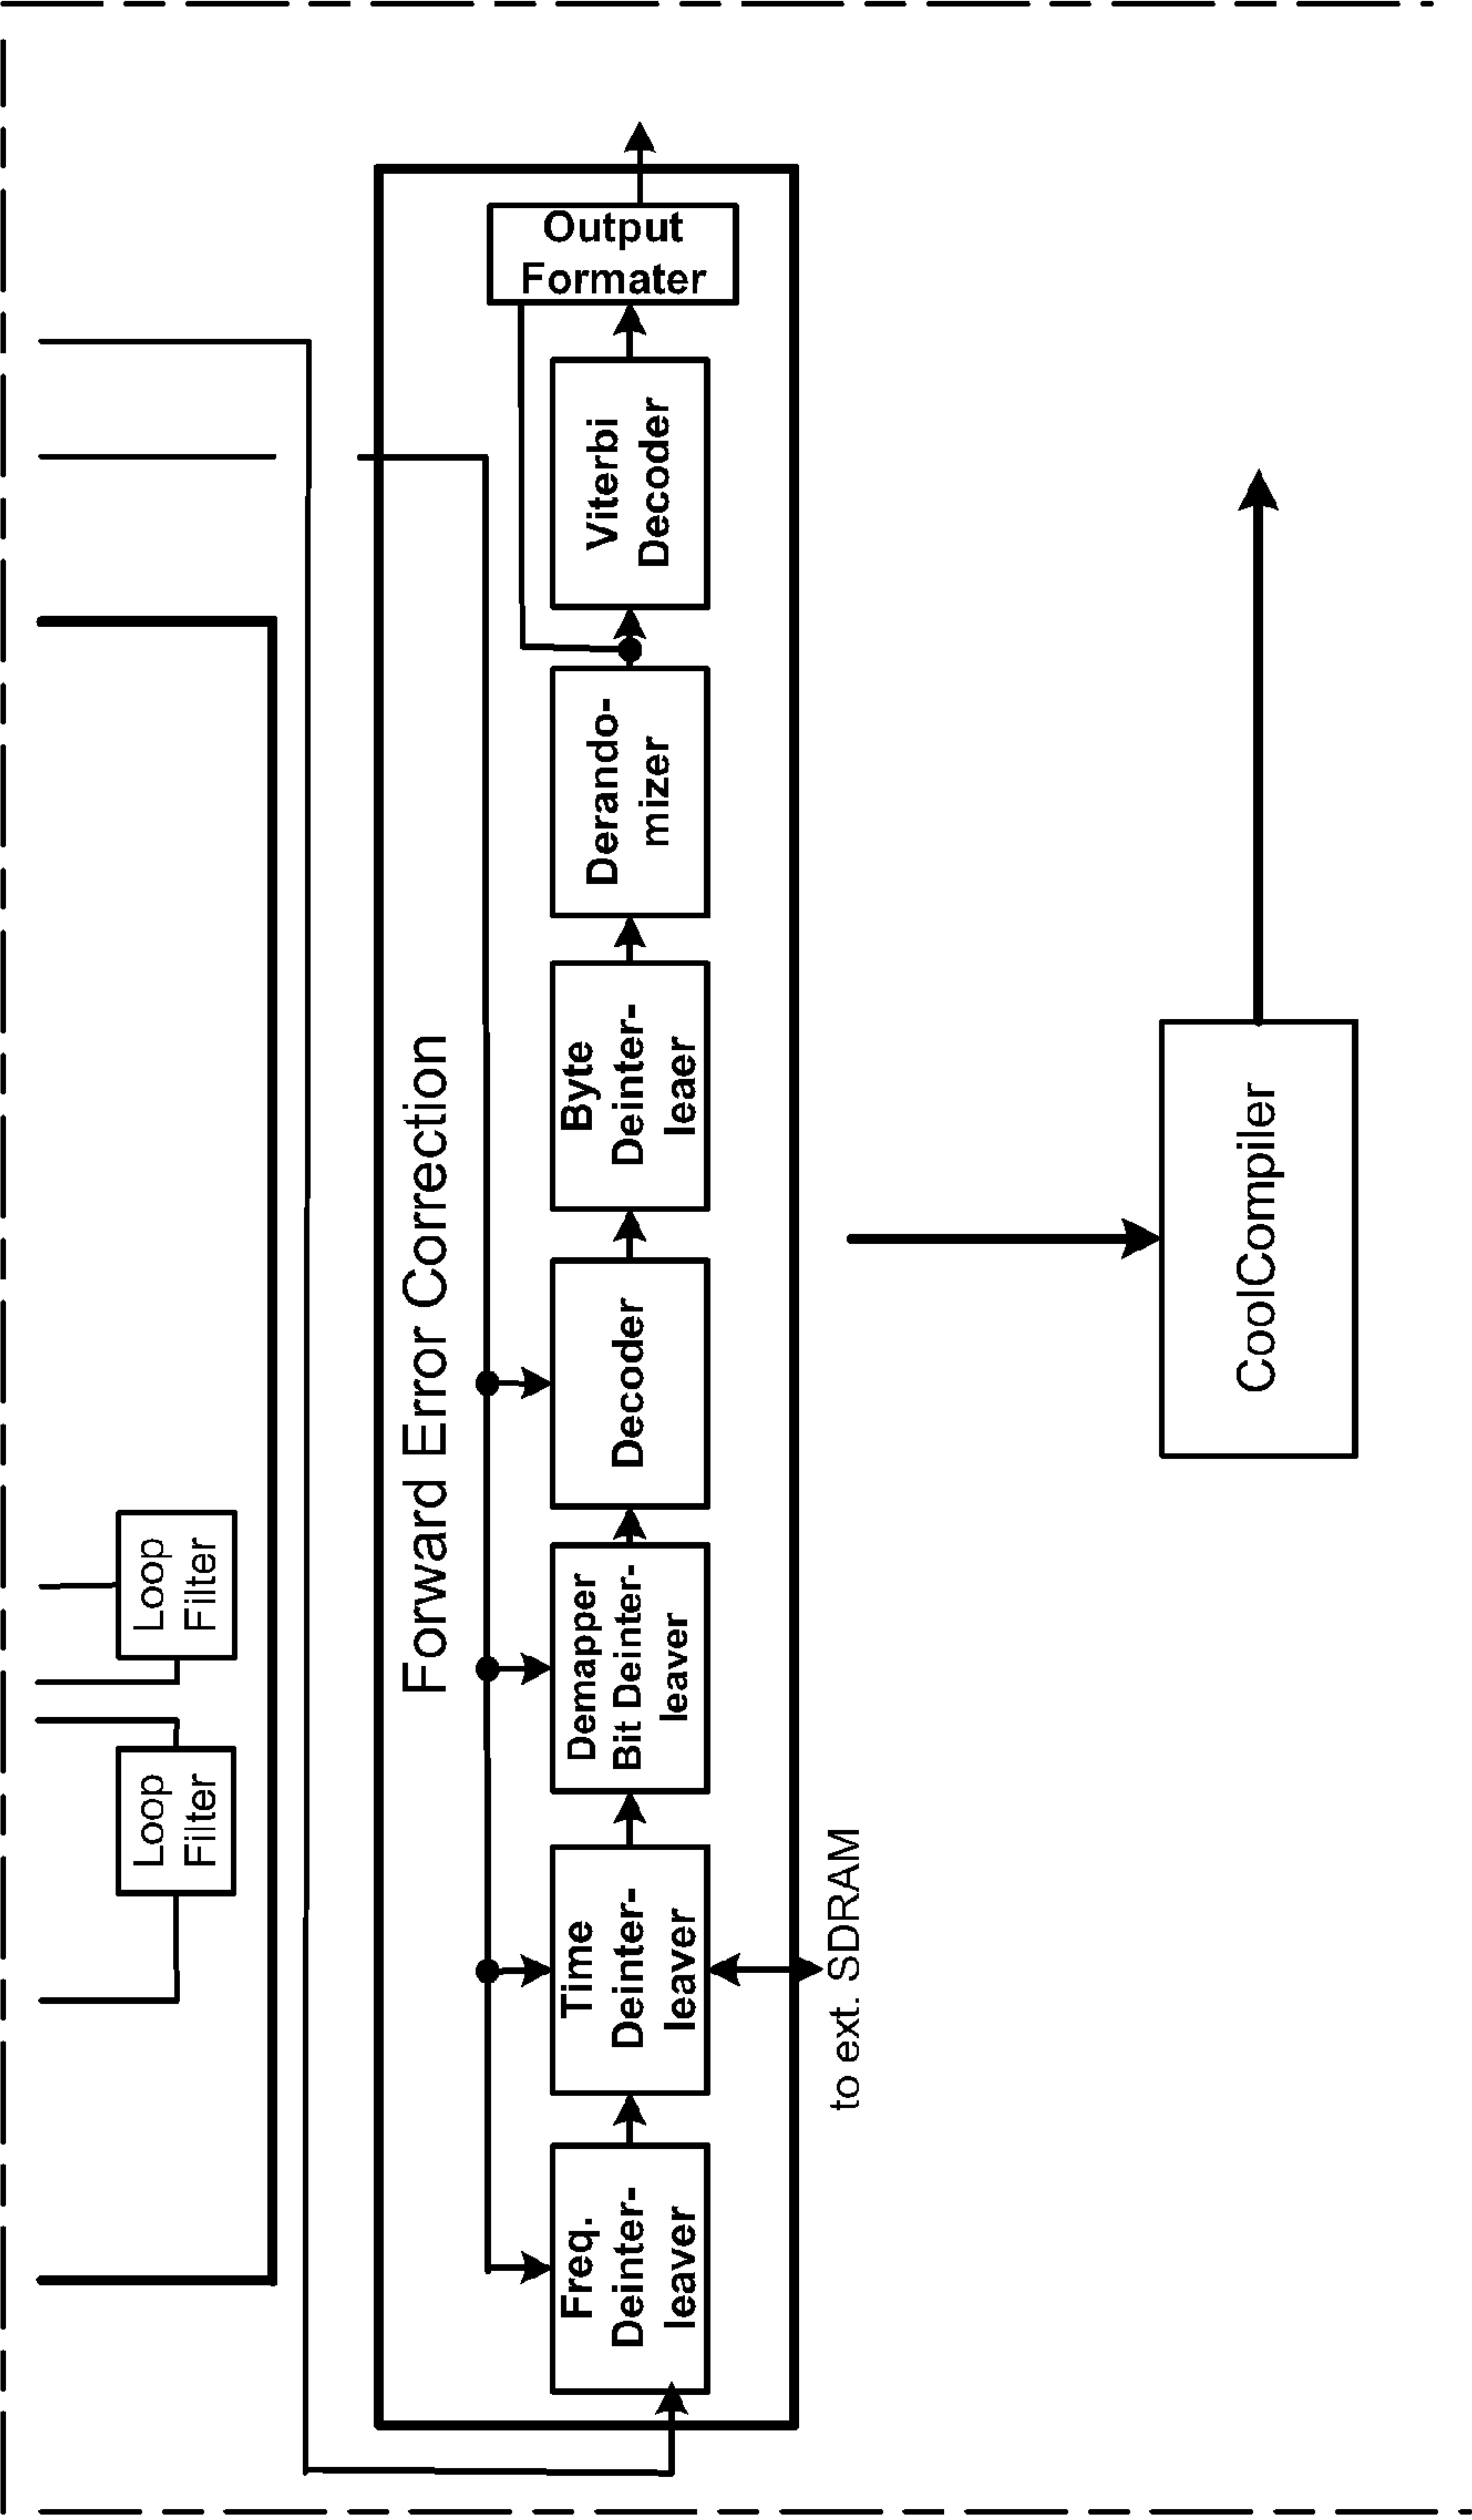 Loop
Filter
Loop
Filter
Forward Error Correction
Freq.
Deinter-
leaver
Time
Deinter-
leaver
to ext. SDRAM
Demapper
Bit Deinter-
leaver
Decoder
Byte
Deinter-
leaer
Derando-
mizer
Viterbi
Decoder
Output
Formater
CoolCompiler